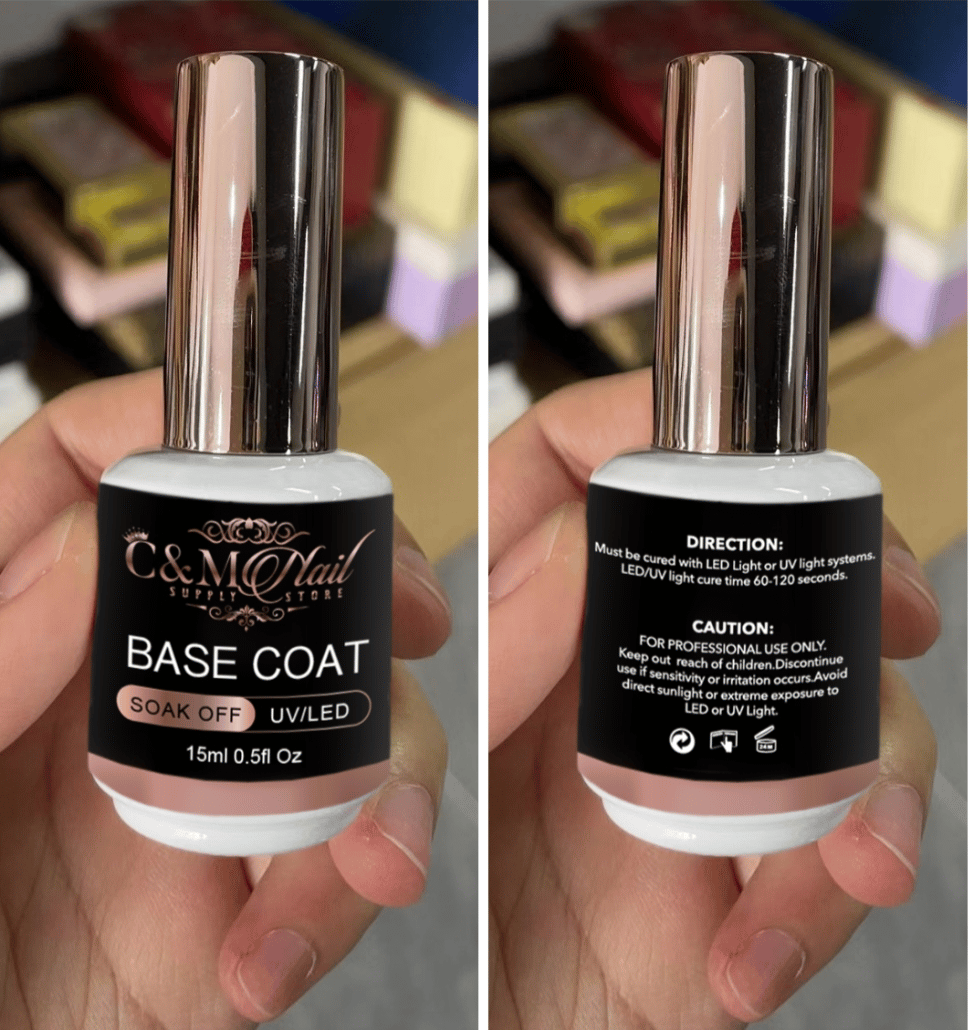 C&M Nail
SUPPLY STORE
BASE COAT
SOAK OFF UV/LED
15ml 0.5fl Oz
DIRECTION:
Must be cured with LED Light or UV light systems.
LED/UV light cure time 60-120 seconds.
CAUTION:
FOR PROFESSIONAL USE ONLY.
Keep out reach of children.Discontinue
use if sensitivity or irritation occurs.Avoid
direct sunlight or extreme exposure to
LED or UV Light.
24M